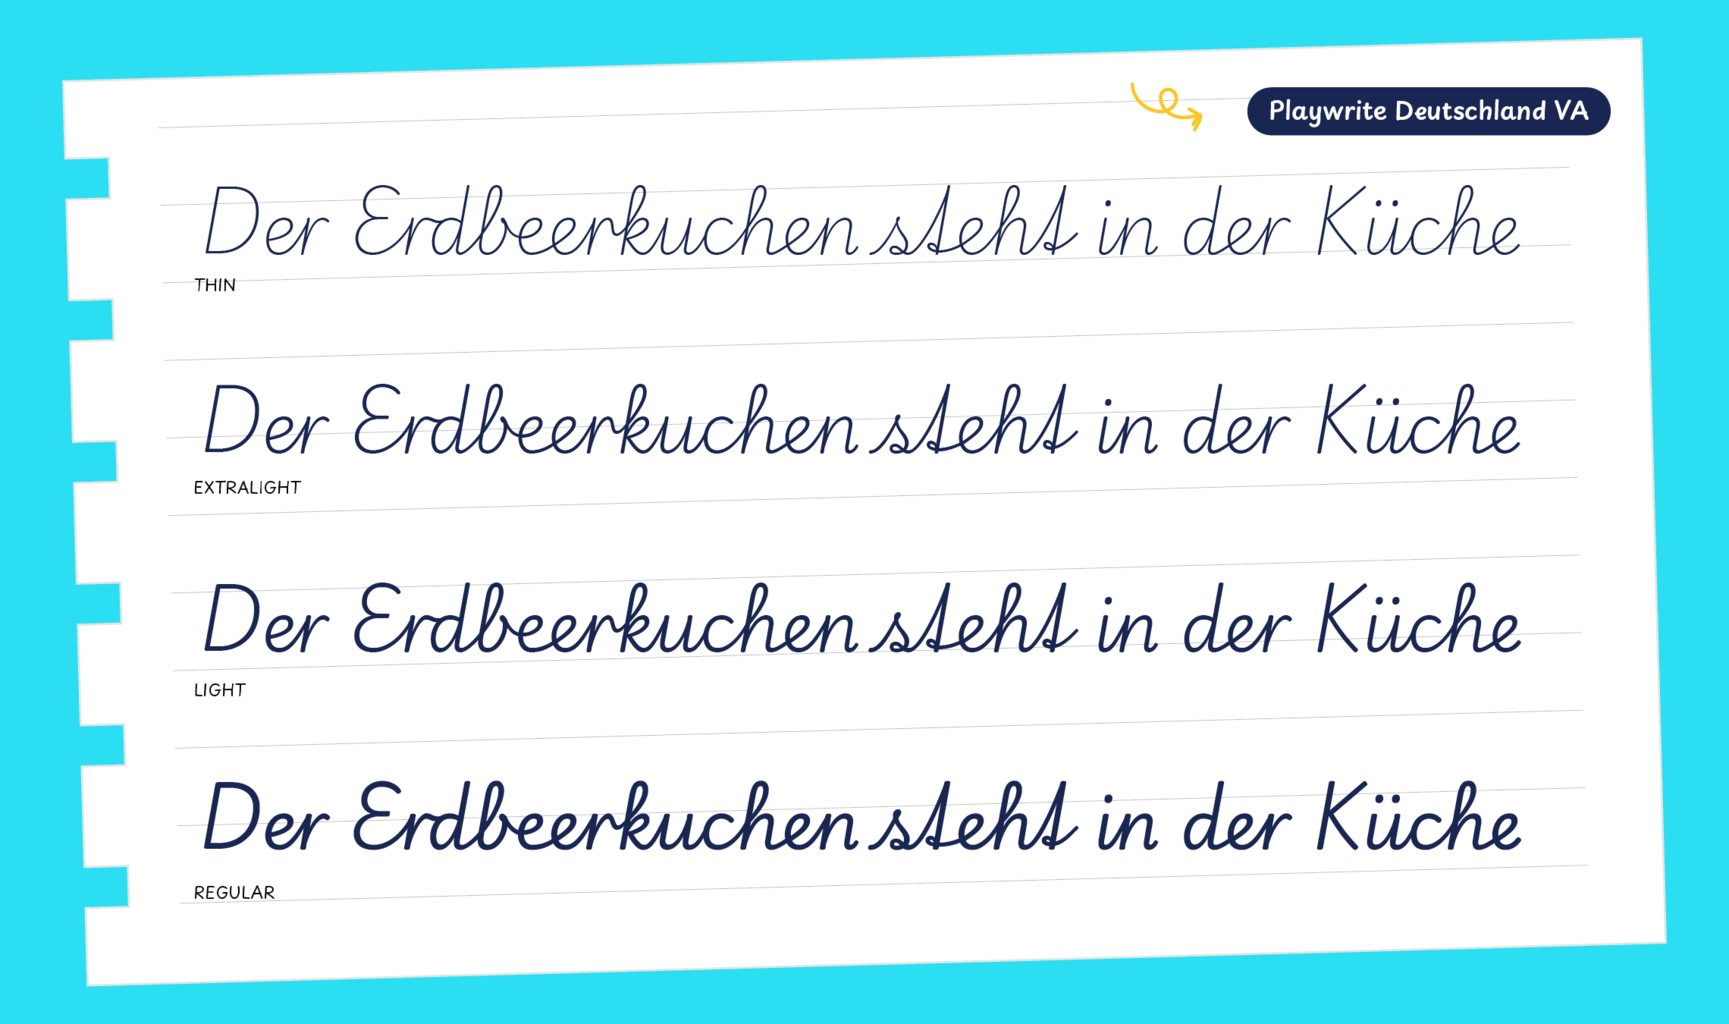 Playwrite Deutschland VA
Der Erdbeerkuchen steht in der Küche
THIN
Der Erdbeerkuchen steht in der Küche
EXTRALIGHT
Der Erdbeerkuchen steht in der Küche
LIGHT
Der Erdbeerkuchen steht in der Küche
REGULAR